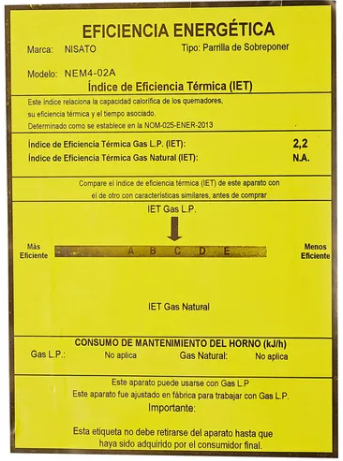 EFICIENCIA ENERGÉTICA
Marca: NISATO Tipo: Parrilla de Sobreponer
Modelo: NEM4-02A
Índice de Eficiencia Térmica (IET)
Este índice relaciona la capacidad calorífica de los quemadores,
su eficiencia térmica y el tiempo asociado.
Determinado como se establece en la NOM-025-ENER-2013
Índice de Eficiencia Térmica Gas L.P. (IET): 2,2
Índice de Eficiencia Térmica Gas Natural (IET): N.A.
Compare el índice de eficiencia térmica (IET) de este aparato con
el de otro con características similares, antes de comprar
IET Gas L.P.
Más Eficiente A B C D E Menos Eficiente
IET Gas Natural
CONSUMO DE MANTENIMIENTO DEL HORNO (kJ/h)
Gas L.P.: No aplica Gas Natural: No aplica
Este aparato puede usarse con Gas L.P
Este aparato fue ajustado en fábrica para trabajar con Gas L.P.
Importante:
Esta etiqueta no debe retirarse del aparato hasta que
haya sido adquirido por el consumidor final.